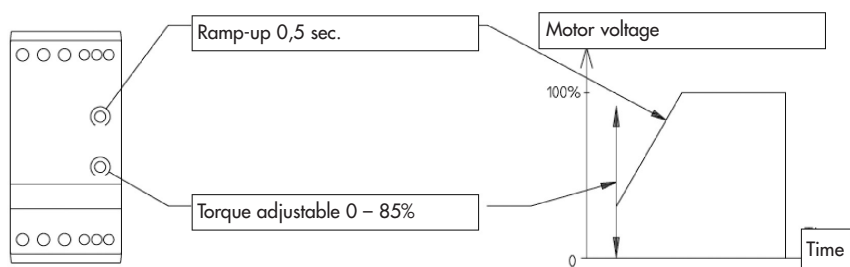 Ramp-up 0,5 sec.
Motor voltage
100%
Torque adjustable 0 – 85%
0
Time